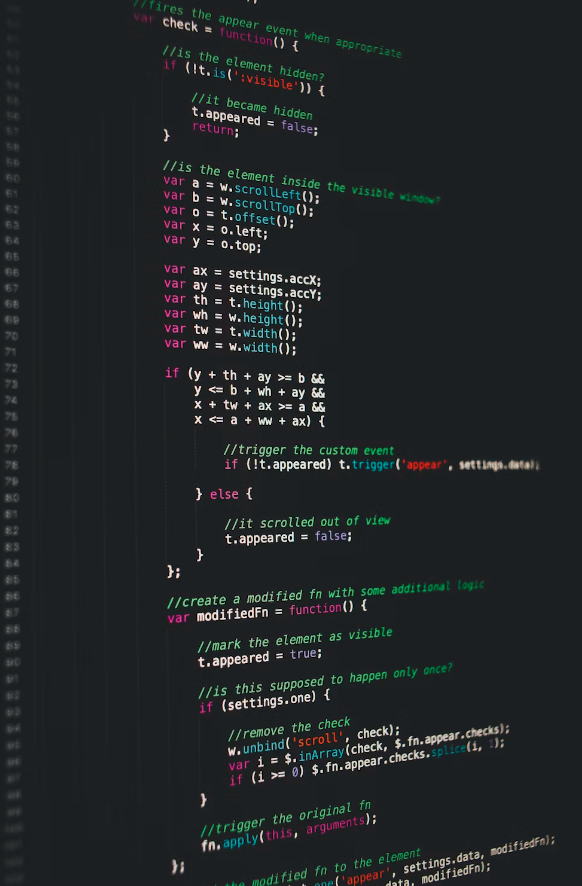 //fires the appear event when appropriate
var check = function() {
//is the element hidden?
if (!t.is(':visible')) {
//it became hidden
t.appeared = false;
return;
}
//is the element inside the visible window?
var a = w.scrollLeft();
var b = w.scrollTop();
var o = t.offset();
var x = o.left;
var y = o.top;
var ax = settings.accX;
var ay = settings.accY;
var th = t.height();
var wh = w.height();
var tw = t.width();
var ww = w.width();
if (y + th + ay >= b &&
y <= b + wh + ay &&
x + tw + ax >= a &&
x <= a + ww + ax) {
//trigger the custom event
if (!t.appeared) t.trigger('appear', settings.data);
} else {
//it scrolled out of view
t.appeared = false;
}
};
//create a modified fn with some additional logic
var modifiedFn = function() {
//mark the element as visible
t.appeared = true;
//is this supposed to happen only once?
if (settings.one) {
//remove the check
w.unbind('scroll', check);
var i = $.inArray(check, $.fn.appear.checks);
if (i >= 0) $.fn.appear.checks.splice(i, 1);
}
//trigger the original fn
fn.apply(this, arguments);
};
the modified fn to the element
('appear', settings.data, modifiedFn);
data, modifiedFn);